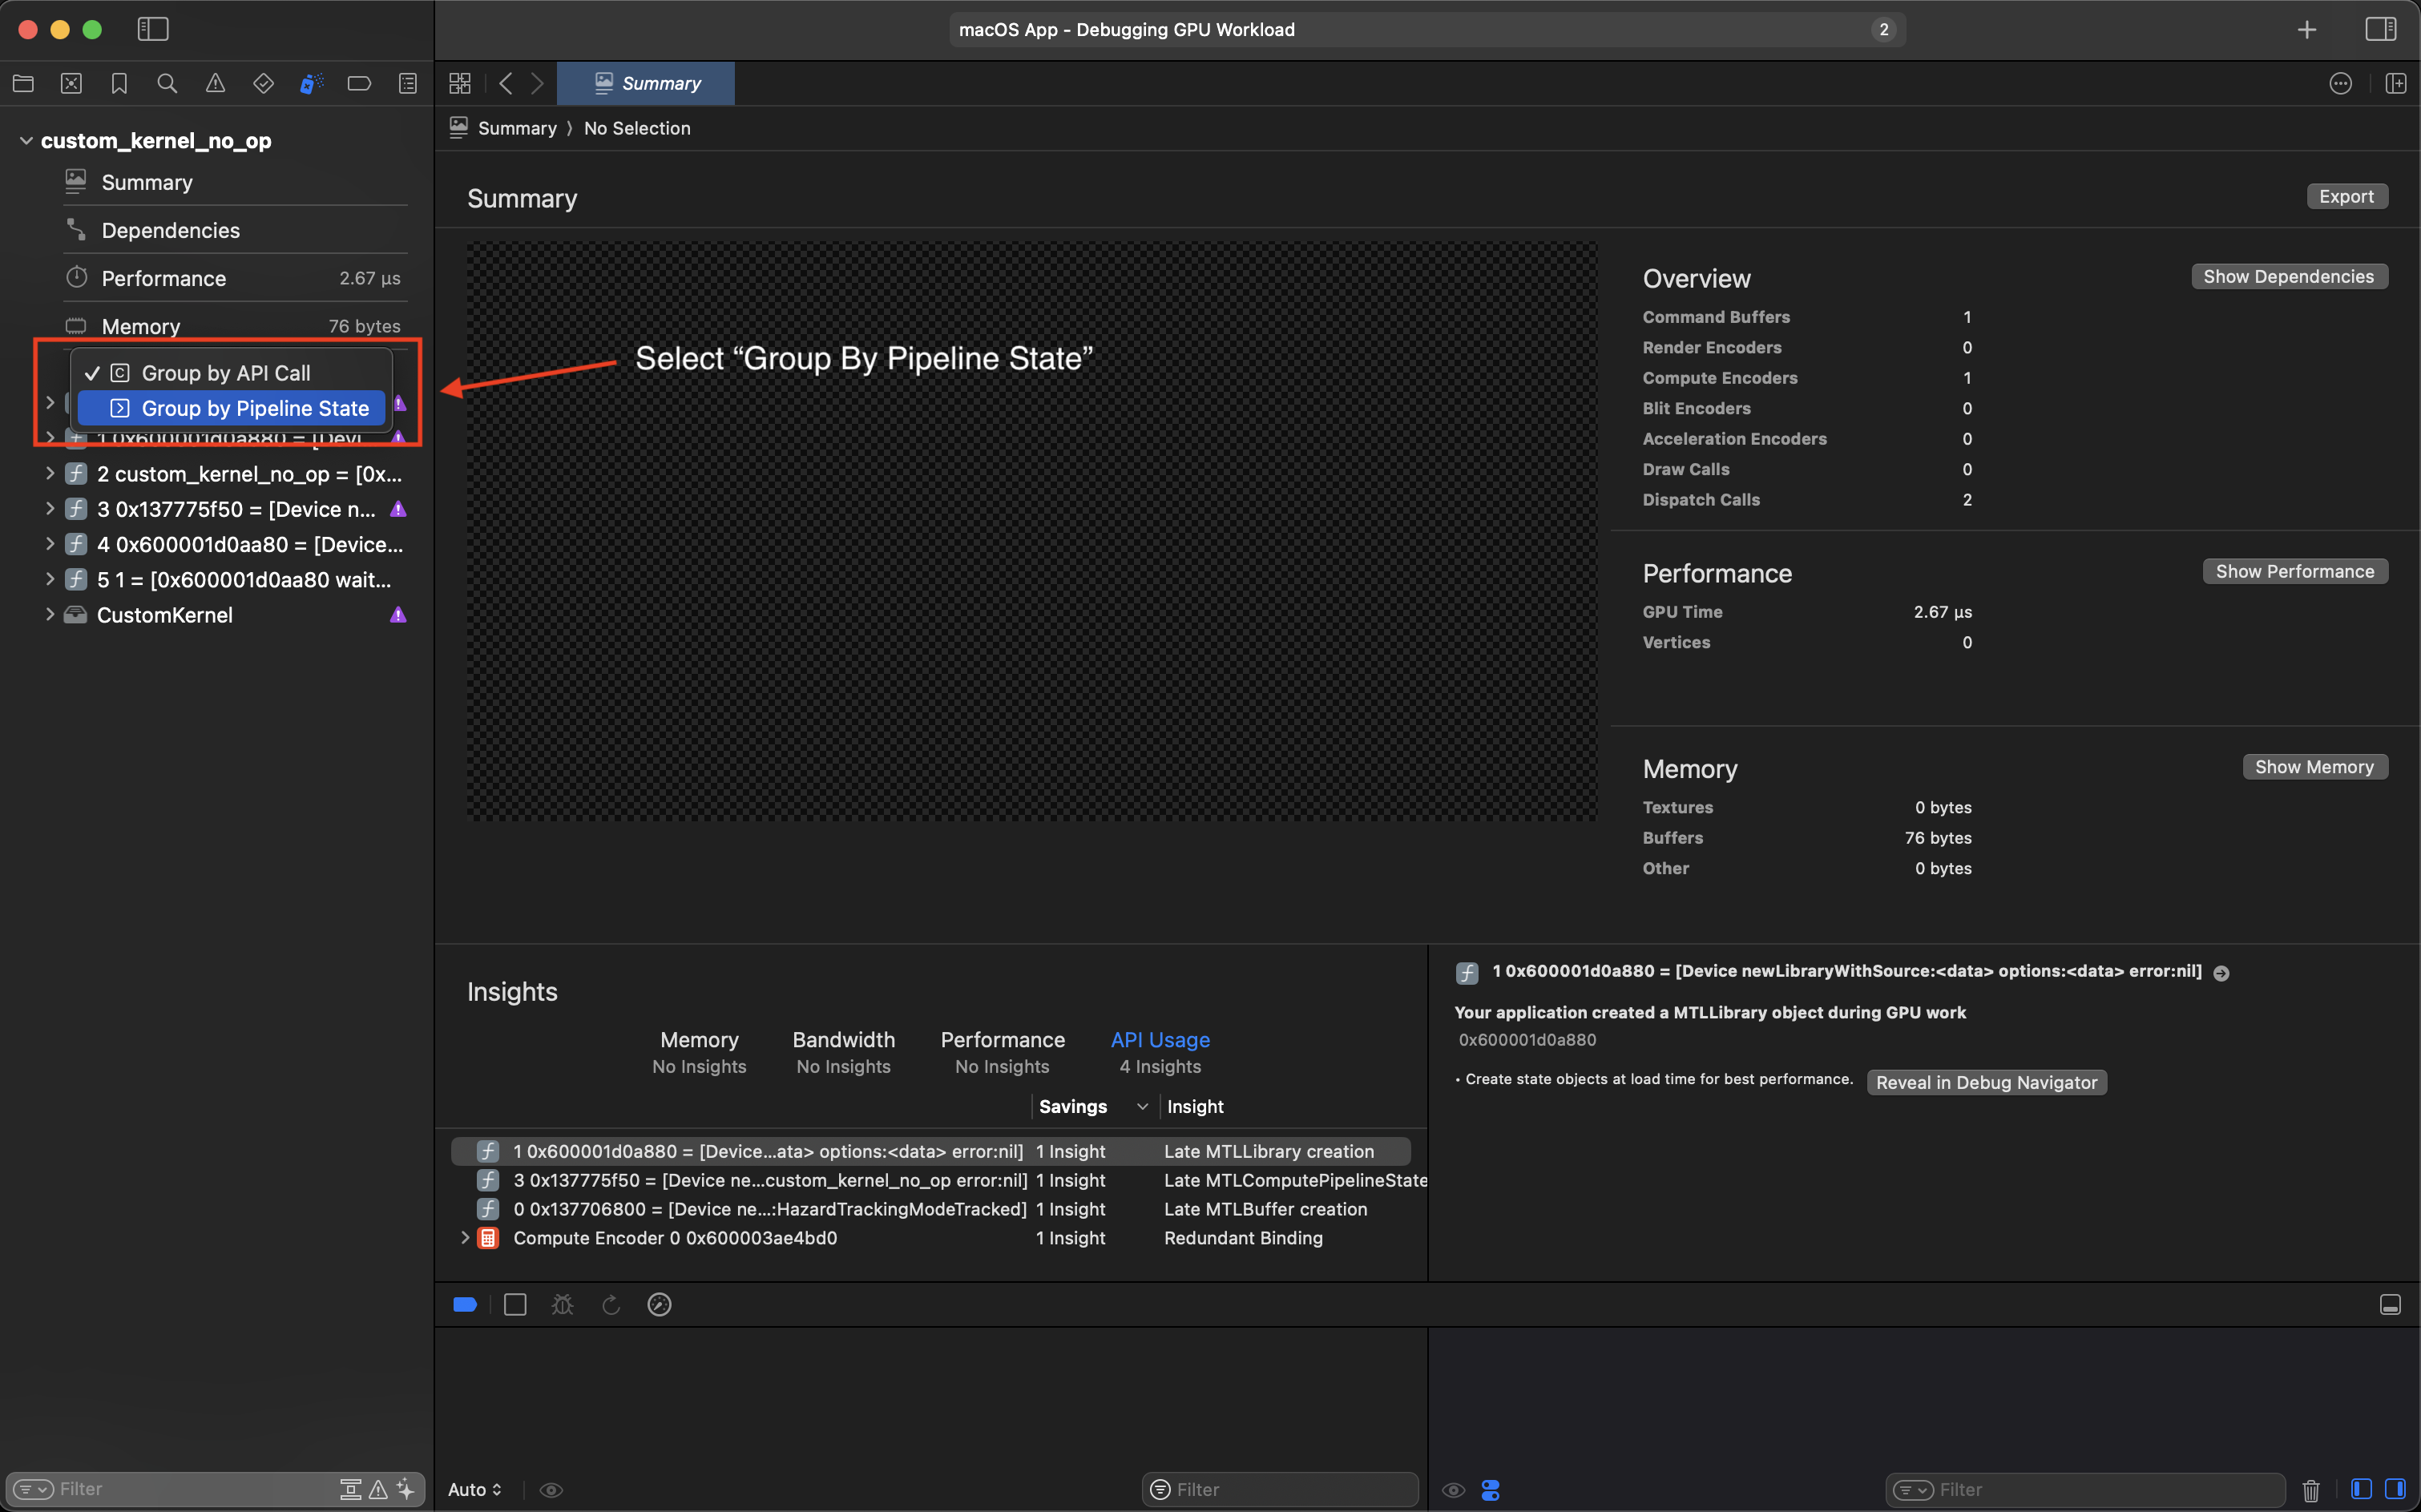 macOS App - Debugging GPU Workload 2
Summary
Summary 〉 No Selection
custom_kernel_no_op
Summary
Dependencies
Performance 2.67 µs
Memory 76 bytes
Group by API Call
Group by Pipeline State
1 0x600001d0a880 = [Devi
2 custom_kernel_no_op = [0x...
3 0x137775f50 = [Device n...
4 0x600001d0aa80 = [Device...
5 1 = [0x600001d0aa80 wait...
CustomKernel
Filter
Summary
Export
Select “Group By Pipeline State”
Overview
Show Dependencies
Command Buffers 1
Render Encoders 0
Compute Encoders 1
Blit Encoders 0
Acceleration Encoders 0
Draw Calls 0
Dispatch Calls 2
Performance
Show Performance
GPU Time 2.67 µs
Vertices 0
Memory
Show Memory
Textures 0 bytes
Buffers 76 bytes
Other 0 bytes
Insights
Memory Bandwidth Performance API Usage
No Insights No Insights No Insights 4 Insights
Savings Insight
1 0x600001d0a880 = [Device...ata> options:<data> error:nil] 1 Insight Late MTLLibrary creation
3 0x137775f50 = [Device ne...custom_kernel_no_op error:nil] 1 Insight Late MTLComputePipelineState
0 0x137706800 = [Device ne...:HazardTrackingModeTracked] 1 Insight Late MTLBuffer creation
Compute Encoder 0 0x600003ae4bd0 1 Insight Redundant Binding
1 0x600001d0a880 = [Device newLibraryWithSource:<data> options:<data> error:nil]
Your application created a MTLLibrary object during GPU work
0x600001d0a880
• Create state objects at load time for best performance.
Reveal in Debug Navigator
Auto
Filter
Filter